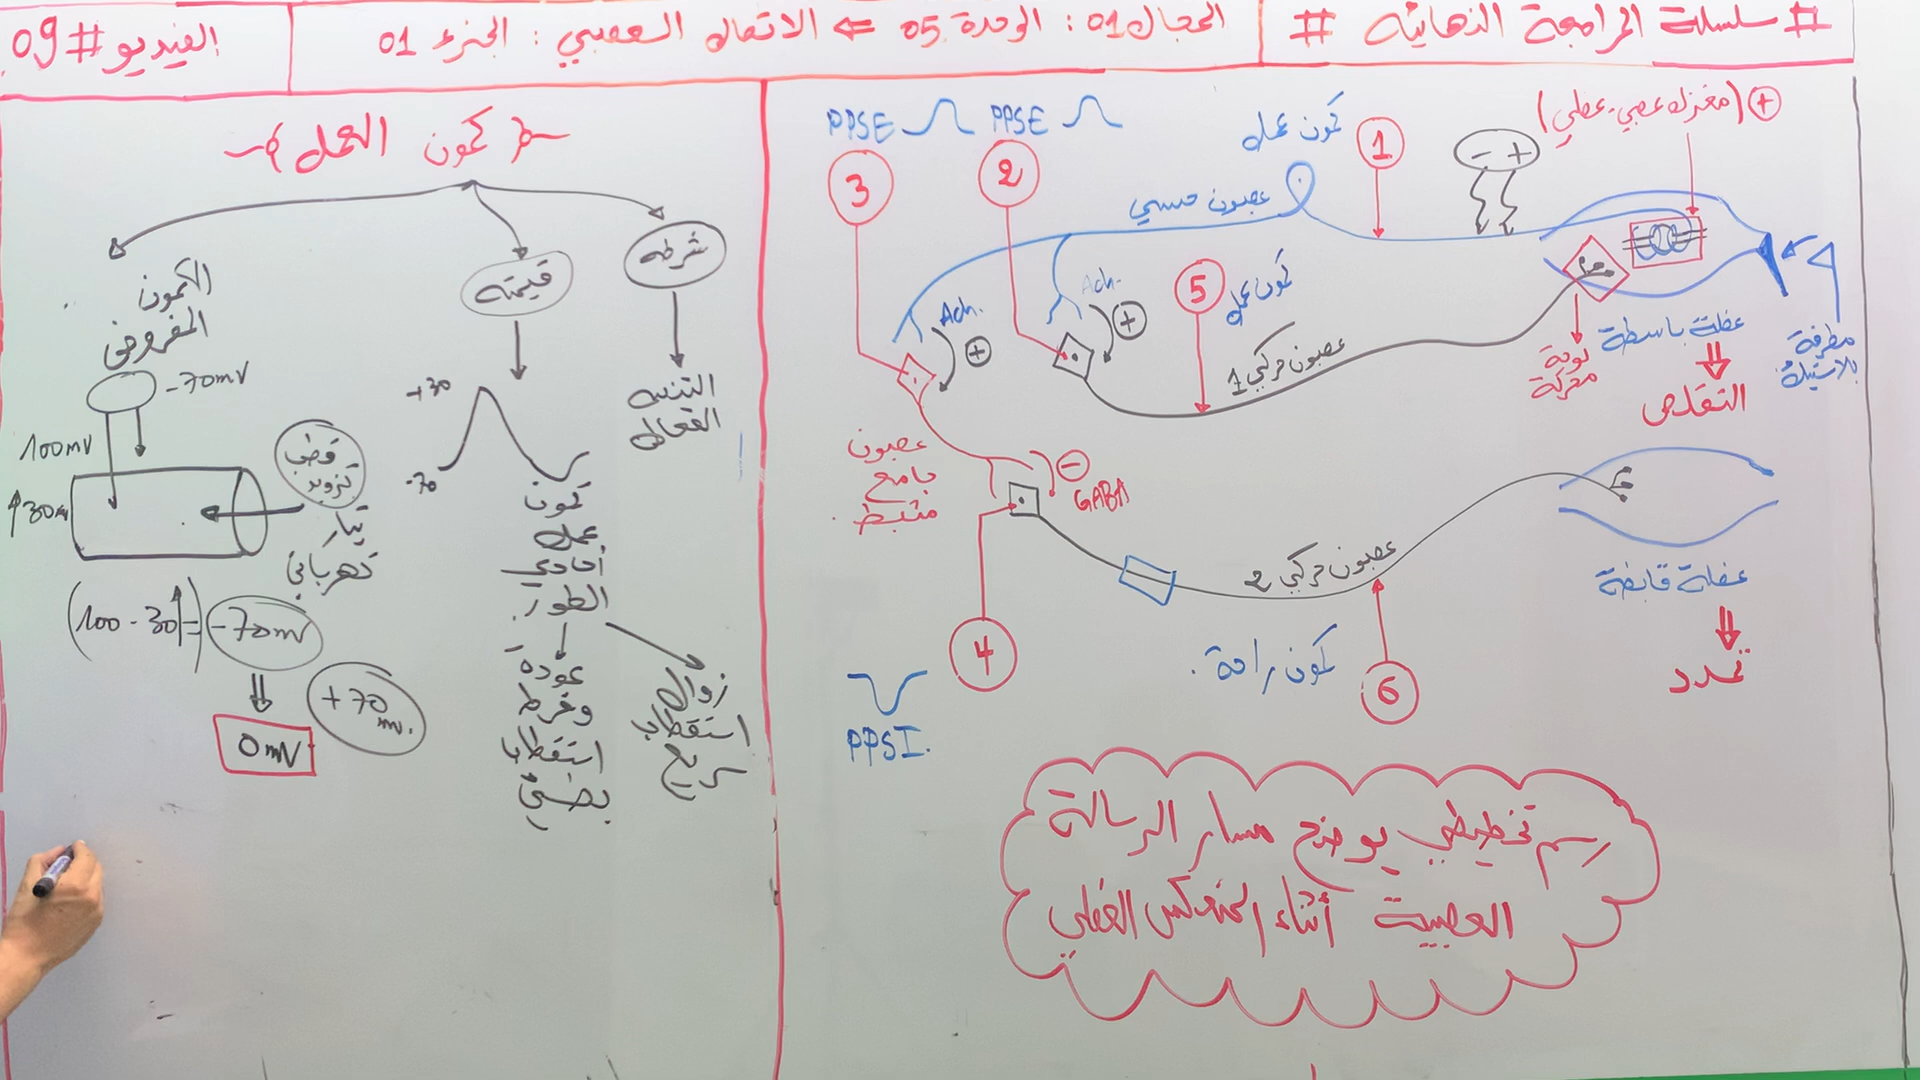 # سلسلة المراجعة النهائية #
المجال 01 : الوحدة 05 ⇐ الاتصال العصبي : الجزء 01
الفيديو #09
(مغزل عصبي-عضلي) +
- +
1
كمون عمل
PPSE
2
PPSE
3
عصبون حسي
Ach.
+
Ach.
+
5
كمون عمل
عصبون حركي 1
لوحة
محركة
عضلة باسطة
التقلص
مطرقة
بلاستيكية
عصبون
جامع
مثبط
-
GABA
عصبون حركي 2
4
كمون راحة
6
عضلة قابضة
تمدد
PPSI.
رسم تخطيطي يوضح مسار الرسالة
العصبية أثناء المنعكس العضلي
كمون العمل
شرطه
التنبيه
الفعال
قيمته
+30
-70
كمون
عمل
أحادي
الطور
زوال
استقطاب
سريع
عودة
وفرط
استقطاب
بطيئ
الكمون
المفروض
-70mV
100mV
قطب
تزويد
تيار
كهربائي
(100 - 30) = -70mV
+70
mv.
0mV